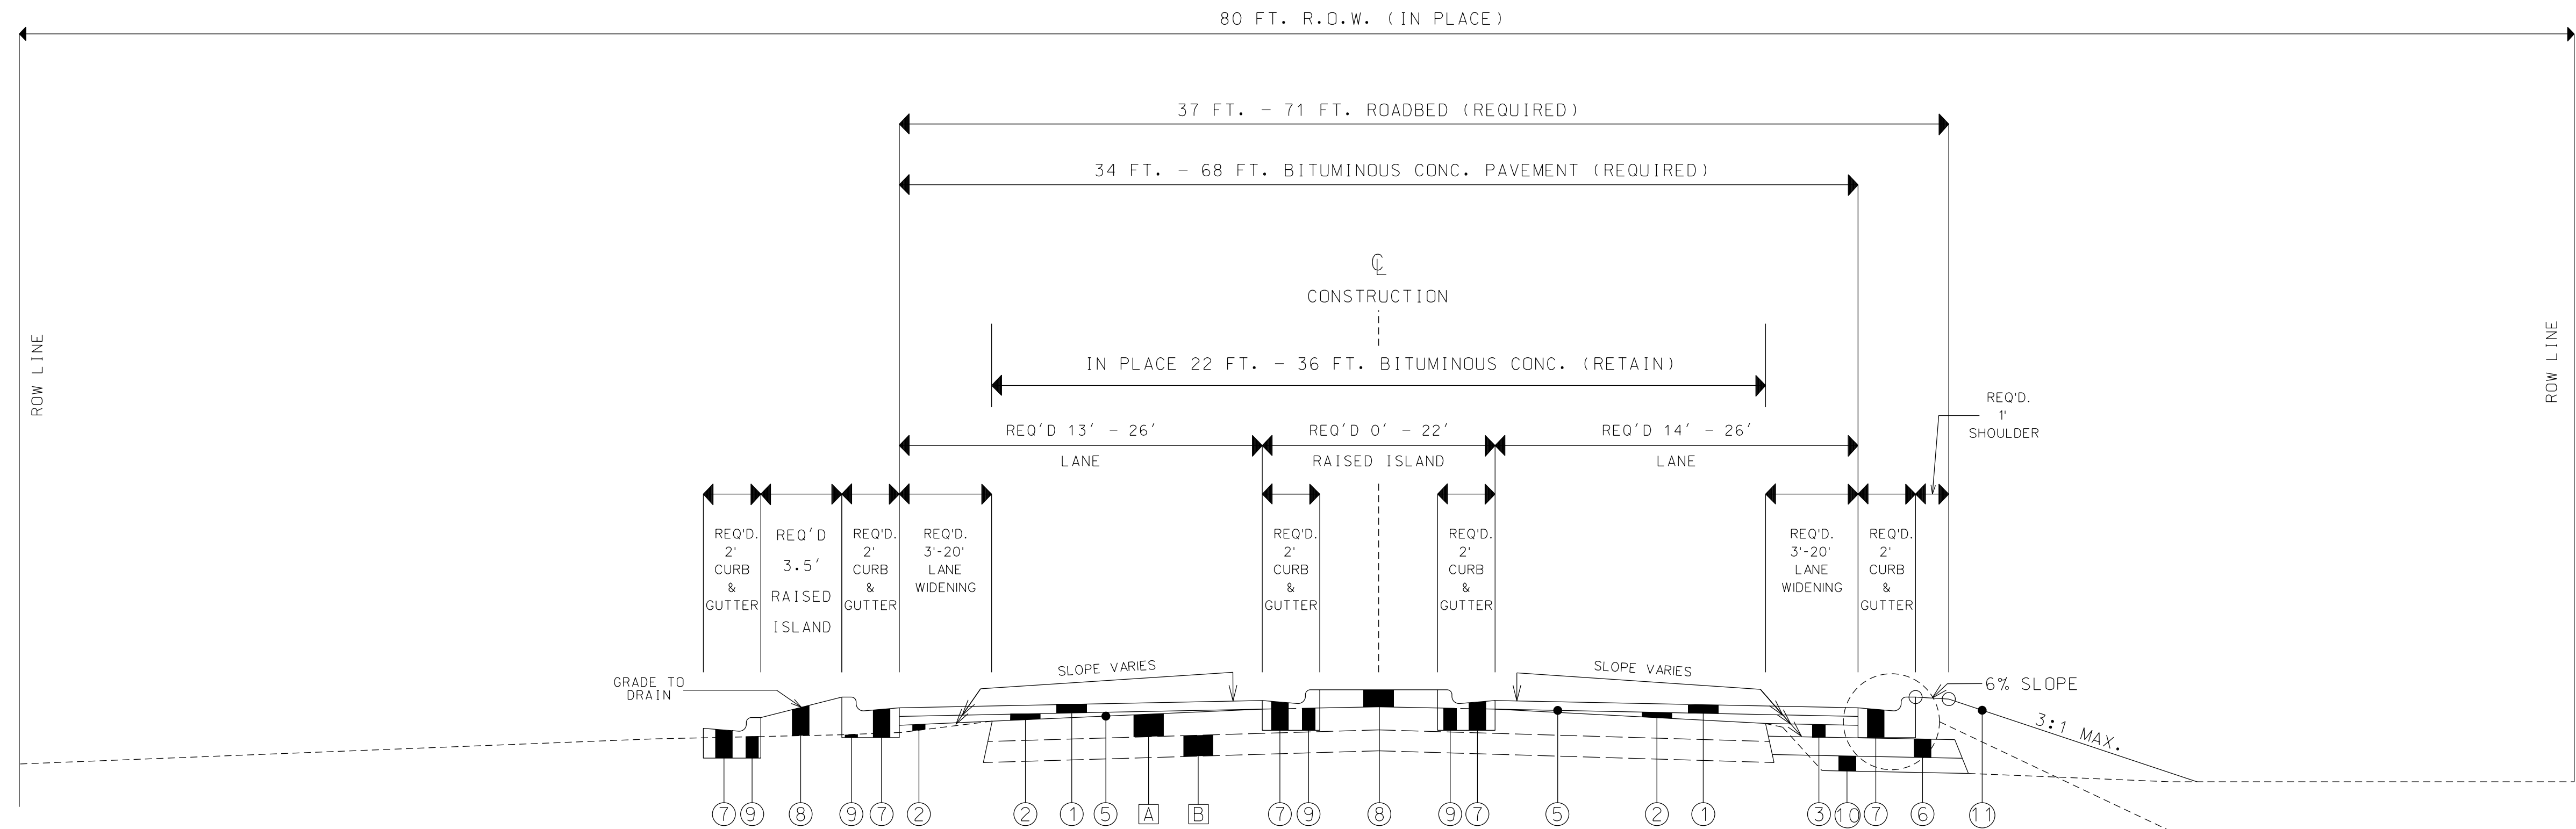 80 FT. R.O.W. (IN PLACE)
37 FT. - 71 FT. ROADBED (REQUIRED)
34 FT. - 68 FT. BITUMINOUS CONC. PAVEMENT (REQUIRED)
℄
CONSTRUCTION
ROW LINE
ROW LINE
IN PLACE 22 FT. - 36 FT. BITUMINOUS CONC. (RETAIN)
REQ'D.
1'
SHOULDER
REQ'D 13' - 26'
LANE
REQ'D 0' - 22'
RAISED ISLAND
REQ'D 14' - 26'
LANE
REQ'D.
2'
CURB
&
GUTTER
REQ'D
3.5'
RAISED
ISLAND
REQ'D.
2'
CURB
&
GUTTER
REQ'D.
3'-20'
LANE
WIDENING
REQ'D.
2'
CURB
&
GUTTER
REQ'D.
2'
CURB
&
GUTTER
REQ'D.
3'-20'
LANE
WIDENING
REQ'D.
2'
CURB
&
GUTTER
GRADE TO
DRAIN
SLOPE VARIES
SLOPE VARIES
6% SLOPE
3:1 MAX.
7 9 8 9 7 2 2 1 5 A B 7 9 8 9 7 5 2 1 3 10 7 6 11